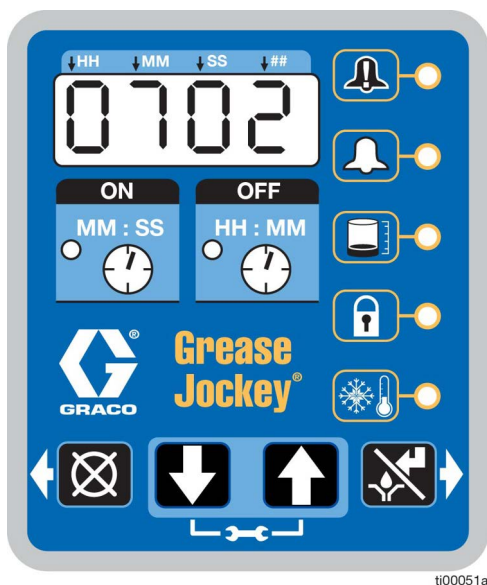 HH MM SS ##
0702
ON OFF
MM : SS HH : MM
GRACO
®
Grease
Jockey®
ti00051a